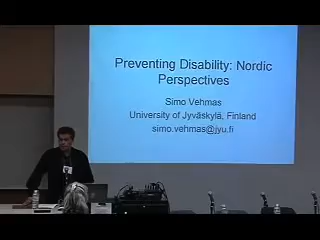 Preventing Disability: Nordic
Perspectives
Simo Vehmas
University of Jyväskylä, Finland
simo.vehmas@jyu.fi